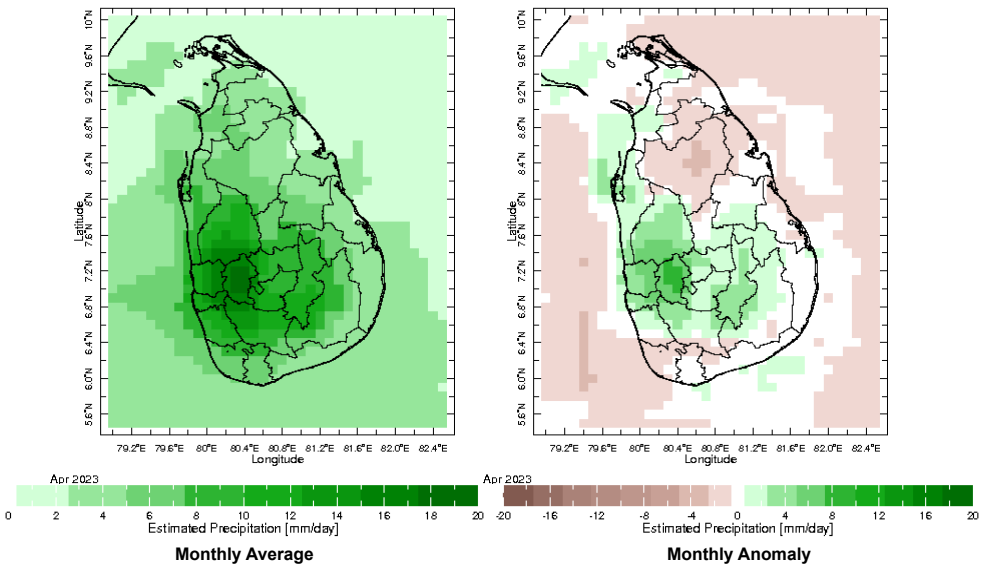 10°N
9.6°N
9.2°N
8.8°N
8.4°N
8°N
7.6°N
7.2°N
6.8°N
6.4°N
6.0°N
5.6°N
Latitude
79.2°E 79.6°E 80°E 80.4°E 80.8°E 81.2°E 81.6°E 82.0°E 82.4°E
Longitude
Apr 2023
0 2 4 6 8 10 12 14 16 18 20
Estimated Precipitation [mm/day]
Monthly Average
10°N
9.6°N
9.2°N
8.8°N
8.4°N
8°N
7.6°N
7.2°N
6.8°N
6.4°N
6.0°N
5.6°N
Latitude
79.2°E 79.6°E 80°E 80.4°E 80.8°E 81.2°E 81.6°E 82.0°E 82.4°E
Longitude
Apr 2023
-20 -16 -12 -8 -4 0 4 8 12 16 20
Estimated Precipitation [mm/day]
Monthly Anomaly